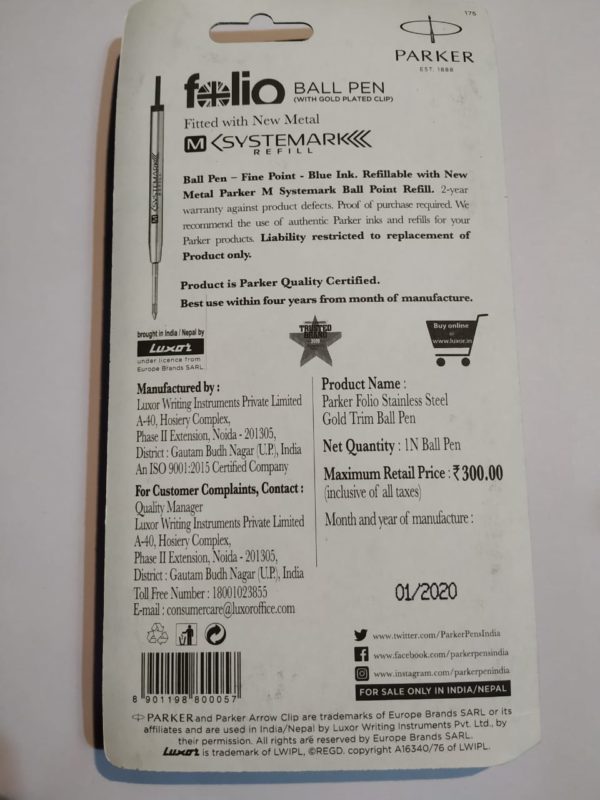 175
PARKER
EST. 1888
folio BALL PEN
(WITH GOLD PLATED CLIP)
Fitted with New Metal
M SYSTEMARK
REFILL
M SYSTEMARK
Ball Pen – Fine Point - Blue Ink. Refillable with New
Metal Parker M Systemark Ball Point Refill. 2-year
warranty against product defects. Proof of purchase required. We
recommend the use of authentic Parker inks and refills for your
Parker products. Liability restricted to replacement of
Product only.
Product is Parker Quality Certified.
Best use within four years from month of manufacture.
brought in India / Nepal by
Luxor
under licence from
Europe Brands SARL.
TRUSTED
BRAND
Buy online
at
www.luxor.in
Manufactured by :
Luxor Writing Instruments Private Limited
A-40, Hosiery Complex,
Phase II Extension, Noida - 201305,
District : Gautam Budh Nagar (U.P.), India
An ISO 9001:2015 Certified Company
For Customer Complaints, Contact :
Quality Manager
Luxor Writing Instruments Private Limited
A-40, Hosiery Complex,
Phase II Extension, Noida - 201305,
District : Gautam Budh Nagar (U.P.), India
Toll Free Number : 18001023855
E-mail : consumercare@luxoroffice.com
Product Name :
Parker Folio Stainless Steel
Gold Trim Ball Pen
Net Quantity : 1N Ball Pen
Maximum Retail Price : ₹300.00
(inclusive of all taxes)
Month and year of manufacture :
01/2020
www.twitter.com/ParkerPensIndia
www.facebook.com/parkerpensindia
www.instagram.com/parkerpenindia
FOR SALE ONLY IN INDIA/NEPAL
8 901198 800057
PARKER and Parker Arrow Clip are trademarks of Europe Brands SARL or its
affiliates and are used in India/Nepal by Luxor Writing Instruments Pvt. Ltd., by
their permission. All rights are reserved by Europe Brands SARL.
Luxor is trademark of LWIPL, ©REGD. copyright A16340/76 of LWIPL.